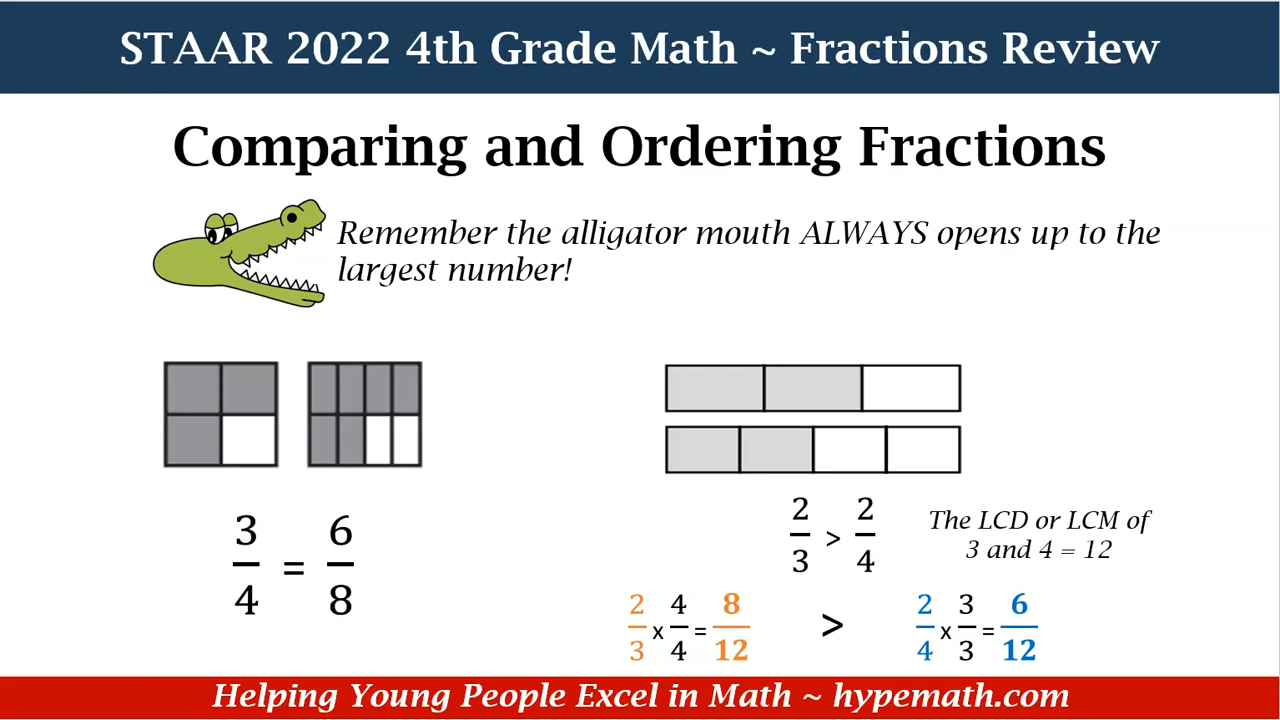 STAAR 2022 4th Grade Math ~ Fractions Review
Comparing and Ordering Fractions
Remember the alligator mouth ALWAYS opens up to the
largest number!
3/4 = 6/8
2/3 > 2/4
The LCD or LCM of
3 and 4 = 12
2/3 x 4/4 = 8/12 > 2/4 x 3/3 = 6/12
Helping Young People Excel in Math ~ hypemath.com